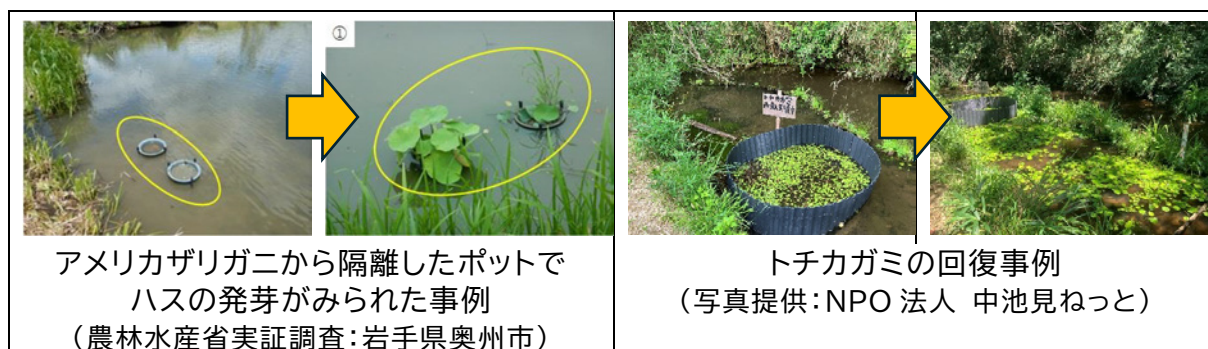 ①
アメリカザリガニから隔離したポットで
ハスの発芽がみられた事例
（農林水産省実証調査：岩手県奥州市）
トチカガミの回復事例
（写真提供：NPO 法人 中池見ねっと）